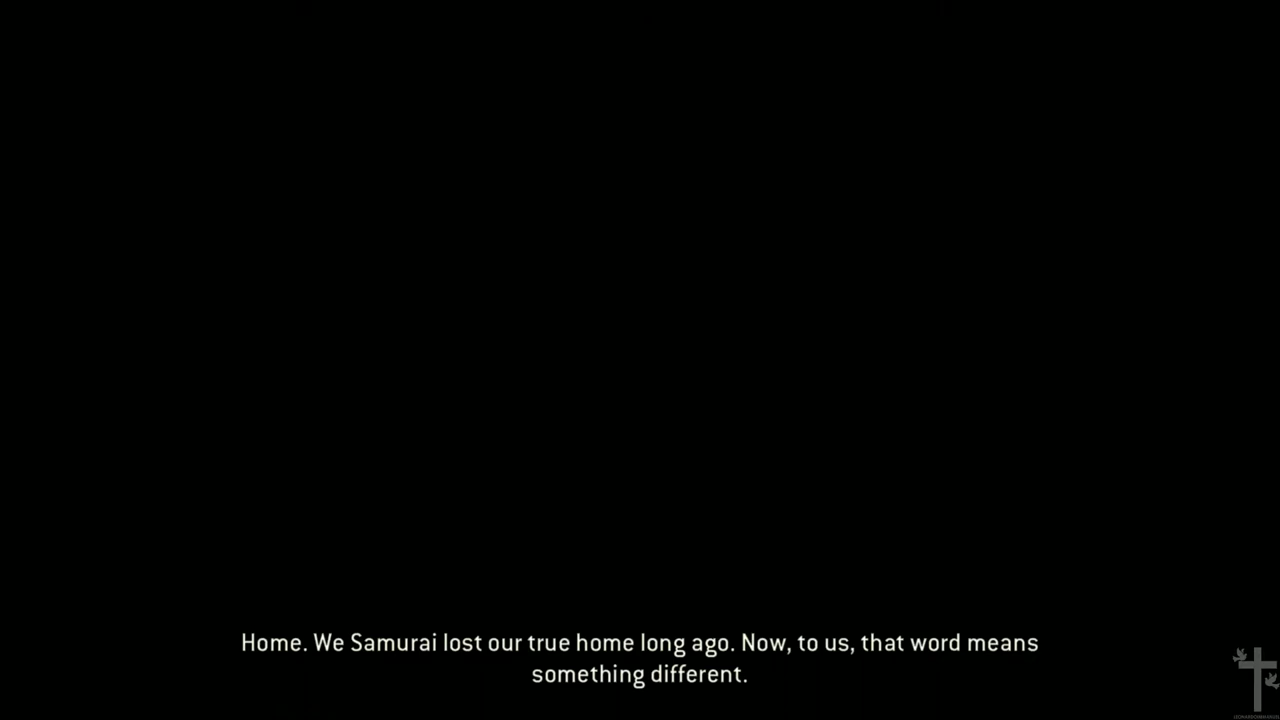 Home. We Samurai lost our true home long ago. Now, to us, that word means
something different.